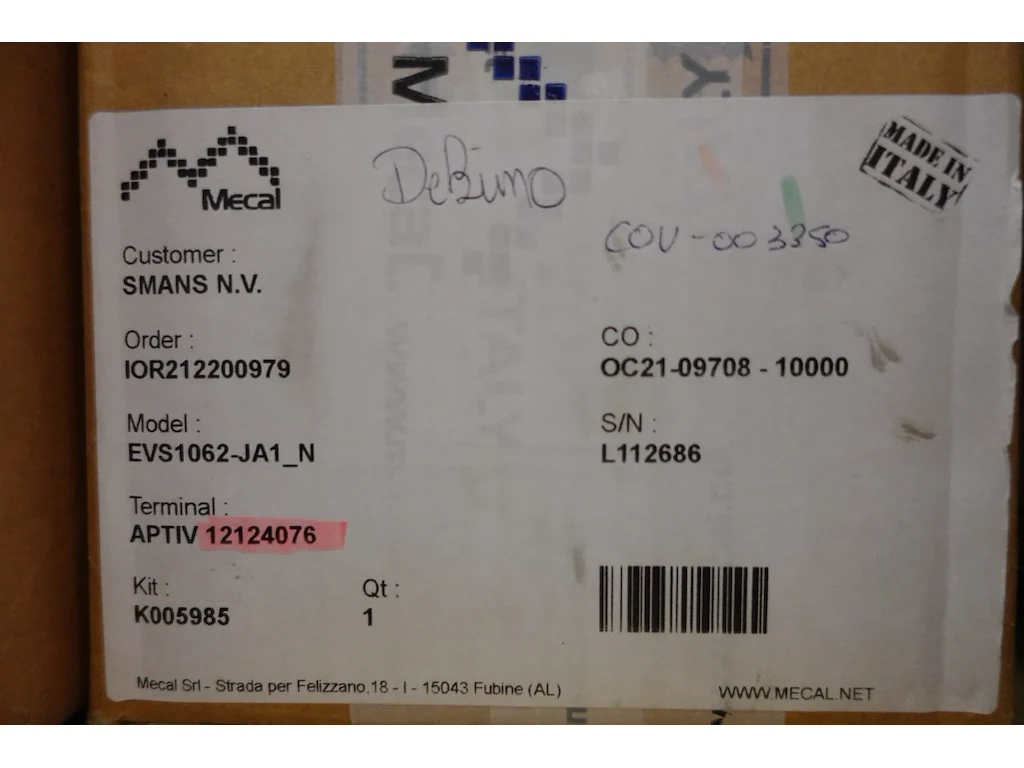 Mecal
DeBimo
MADE IN
ITALY
COV-003350
Customer :
SMANS N.V.
Order :
IOR212200979
CO :
OC21-09708 - 10000
Model :
EVS1062-JA1_N
S/N :
L112686
Terminal :
APTIV 12124076
Kit :
K005985
Qt :
1
Mecal Srl - Strada per Felizzano,18 - I - 15043 Fubine (AL)
WWW.MECAL.NET